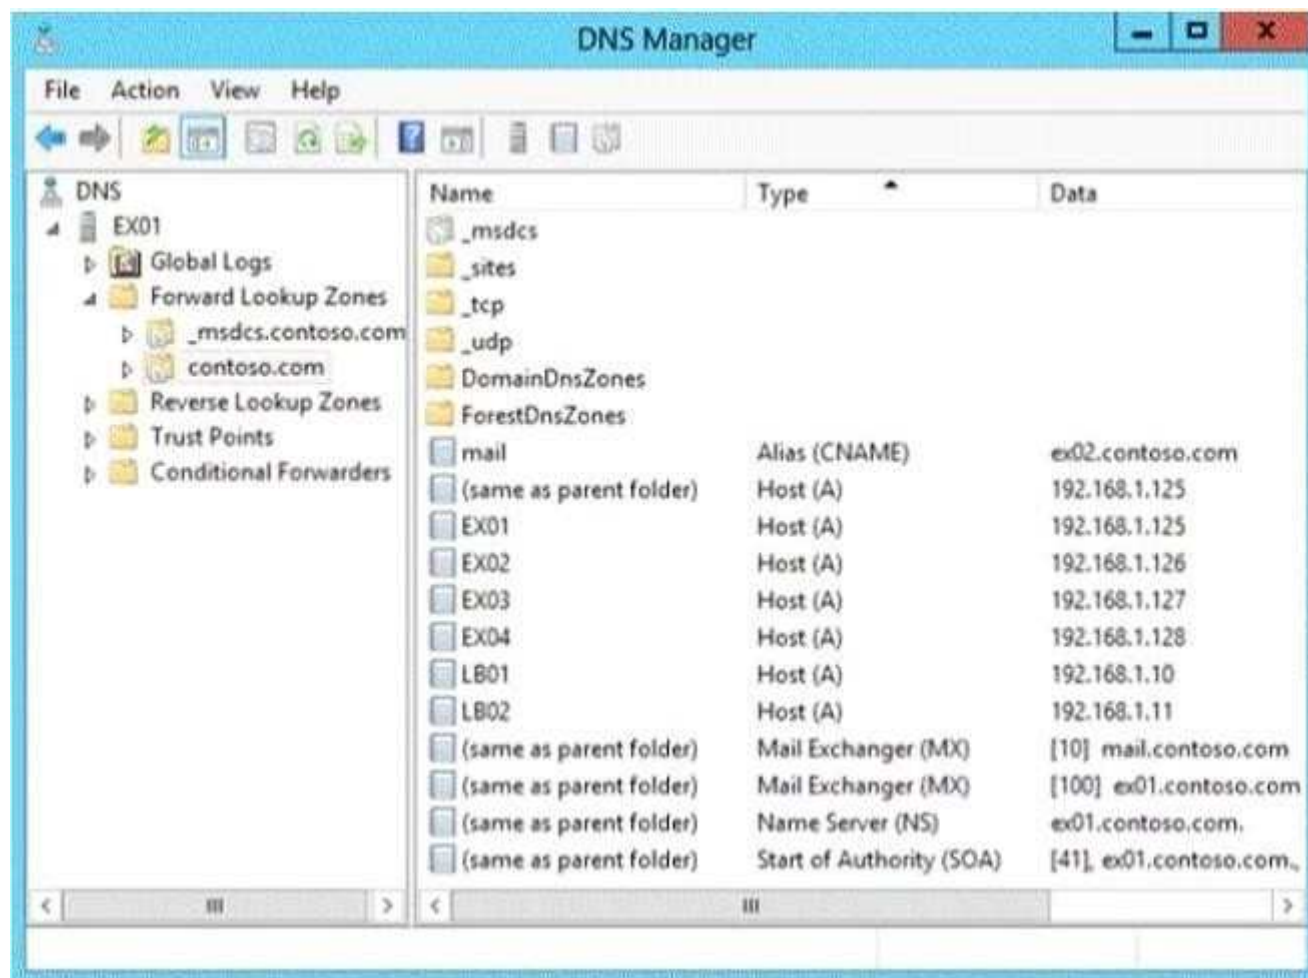 DNS Manager
File Action View Help
DNS
EX01
Global Logs
Forward Lookup Zones
_msdcs.contoso.com
contoso.com
Reverse Lookup Zones
Trust Points
Conditional Forwarders
Name Type Data
_msdcs
_sites
_tcp
_udp
DomainDnsZones
ForestDnsZones
mail Alias (CNAME) ex02.contoso.com
(same as parent folder) Host (A) 192.168.1.125
EX01 Host (A) 192.168.1.125
EX02 Host (A) 192.168.1.126
EX03 Host (A) 192.168.1.127
EX04 Host (A) 192.168.1.128
LB01 Host (A) 192.168.1.10
LB02 Host (A) 192.168.1.11
(same as parent folder) Mail Exchanger (MX) [10] mail.contoso.com
(same as parent folder) Mail Exchanger (MX) [100] ex01.contoso.com
(same as parent folder) Name Server (NS) ex01.contoso.com.
(same as parent folder) Start of Authority (SOA) [41], ex01.contoso.com.,